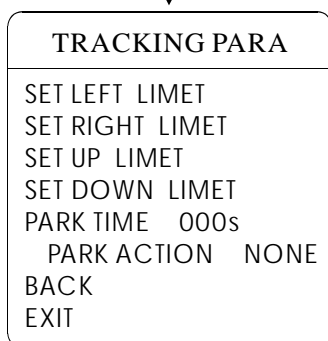 TRACKING PARA
SET LEFT LIMET
SET RIGHT LIMET
SET UP LIMET
SET DOWN LIMET
PARK TIME 000s
PARK ACTION NONE
BACK
EXIT